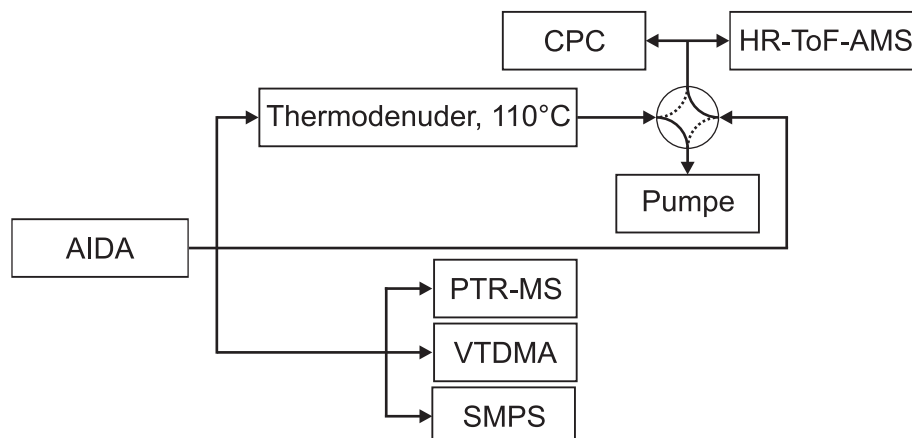 CPC
HR-ToF-AMS
Thermodenuder, 110°C
Pumpe
AIDA
PTR-MS
VTDMA
SMPS